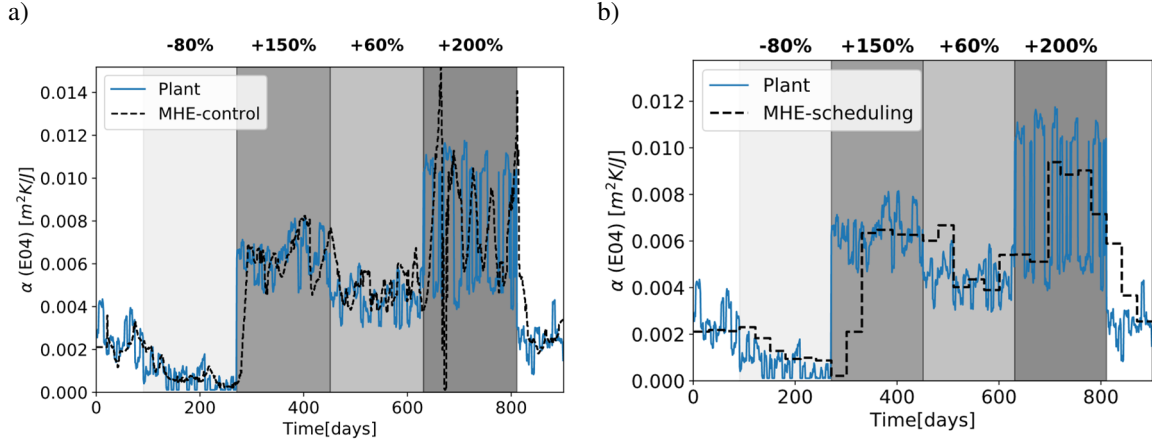 a)
-80% +150% +60% +200%
Plant
MHE-control
α (E04) [m²K/J]
0.014
0.012
0.010
0.008
0.006
0.004
0.002
0.000
0 200 400 600 800
Time[days]
b)
-80% +150% +60% +200%
Plant
MHE-scheduling
α (E04) [m²K/J]
0.012
0.010
0.008
0.006
0.004
0.002
0.000
0 200 400 600 800
Time[days]